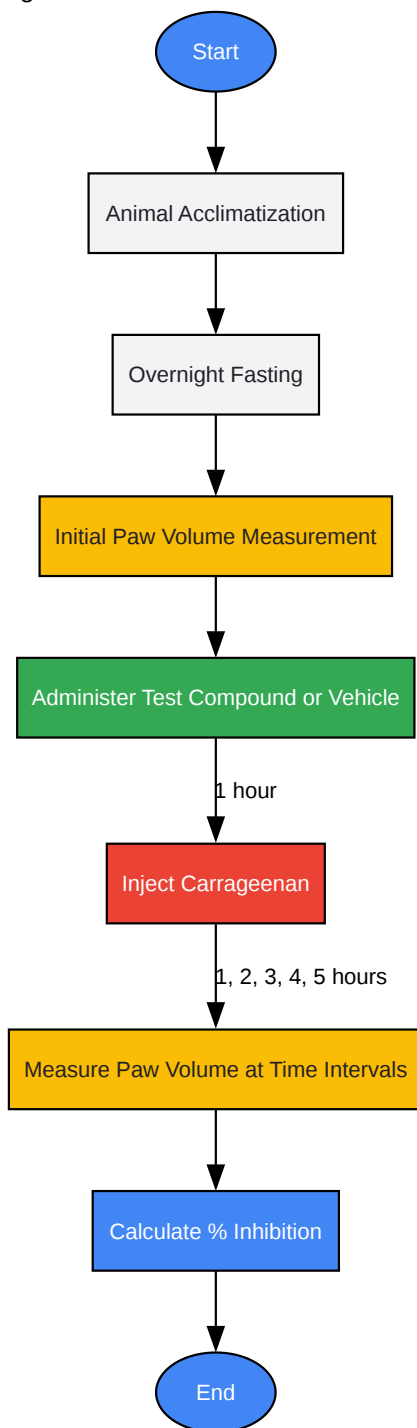 Start
Animal Acclimatization
Overnight Fasting
Initial Paw Volume Measurement
Administer Test Compound or Vehicle
1 hour
Inject Carrageenan
1, 2, 3, 4, 5 hours
Measure Paw Volume at Time Intervals
Calculate % Inhibition
End